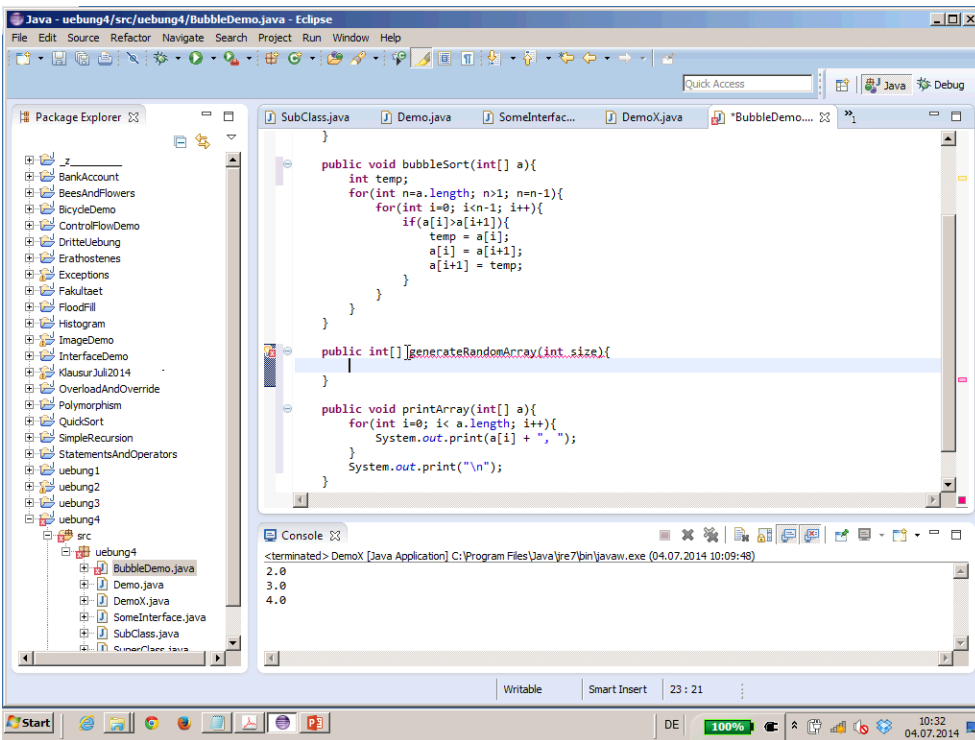 Java - uebung4/src/uebung4/BubbleDemo.java - Eclipse
File Edit Source Refactor Navigate Search Project Run Window Help
Quick Access
Java
Debug
Package Explorer
_z_________
BankAccount
BeesAndFlowers
BicycleDemo
ControlFlowDemo
DritteUebung
Erathostenes
Exceptions
Fakultaet
FloodFill
Histogram
ImageDemo
InterfaceDemo
KlausurJuli2014
OverloadAndOverride
Polymorphism
QuickSort
SimpleRecursion
StatementsAndOperators
uebung1
uebung2
uebung3
uebung4
src
uebung4
BubbleDemo.java
Demo.java
DemoX.java
SomeInterface.java
SubClass.java
SuperClass.java
SubClass.java
Demo.java
SomeInterfac...
DemoX.java
*BubbleDemo....
»1
}
public void bubbleSort(int[] a){
int temp;
for(int n=a.length; n>1; n=n-1){
for(int i=0; i<n-1; i++){
if(a[i]>a[i+1]){
temp = a[i];
a[i] = a[i+1];
a[i+1] = temp;
}
}
}
}
public int[] generateRandomArray(int size){
}
public void printArray(int[] a){
for(int i=0; i< a.length; i++){
System.out.print(a[i] + ", ");
}
System.out.print("\n");
}
Console
<terminated> DemoX [Java Application] C:\Program Files\Java\jre7\bin\javaw.exe (04.07.2014 10:09:48)
2.0
3.0
4.0
Writable
Smart Insert
23 : 21
Start
DE
100%
10:32
04.07.2014